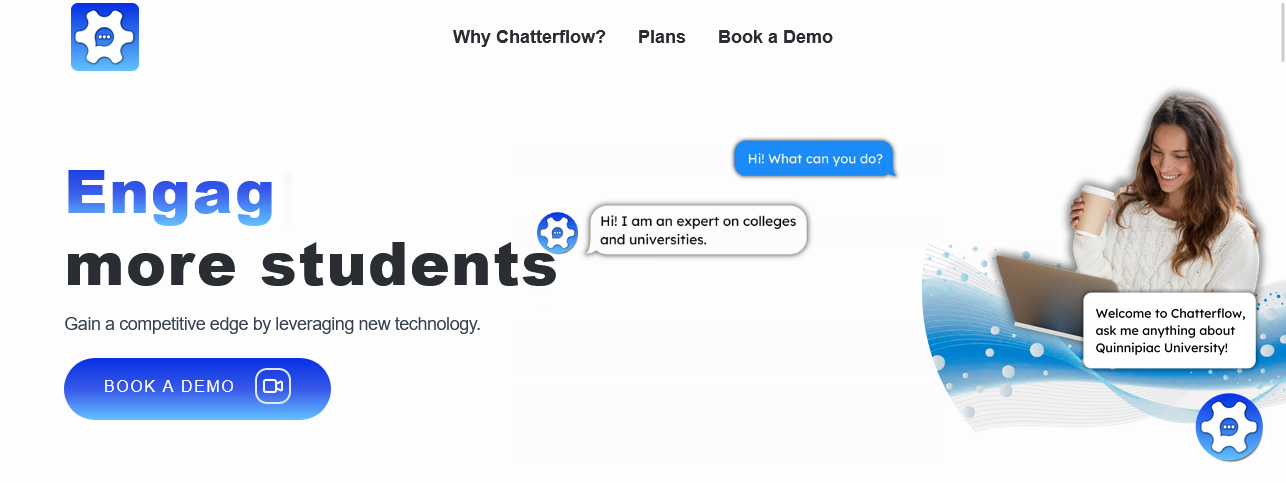 Why Chatterflow? Plans Book a Demo
Engag
more students
Gain a competitive edge by leveraging new technology.
BOOK A DEMO
Hi! What can you do?
Hi! I am an expert on colleges
and universities.
Welcome to Chatterflow,
ask me anything about
Quinnipiac University!